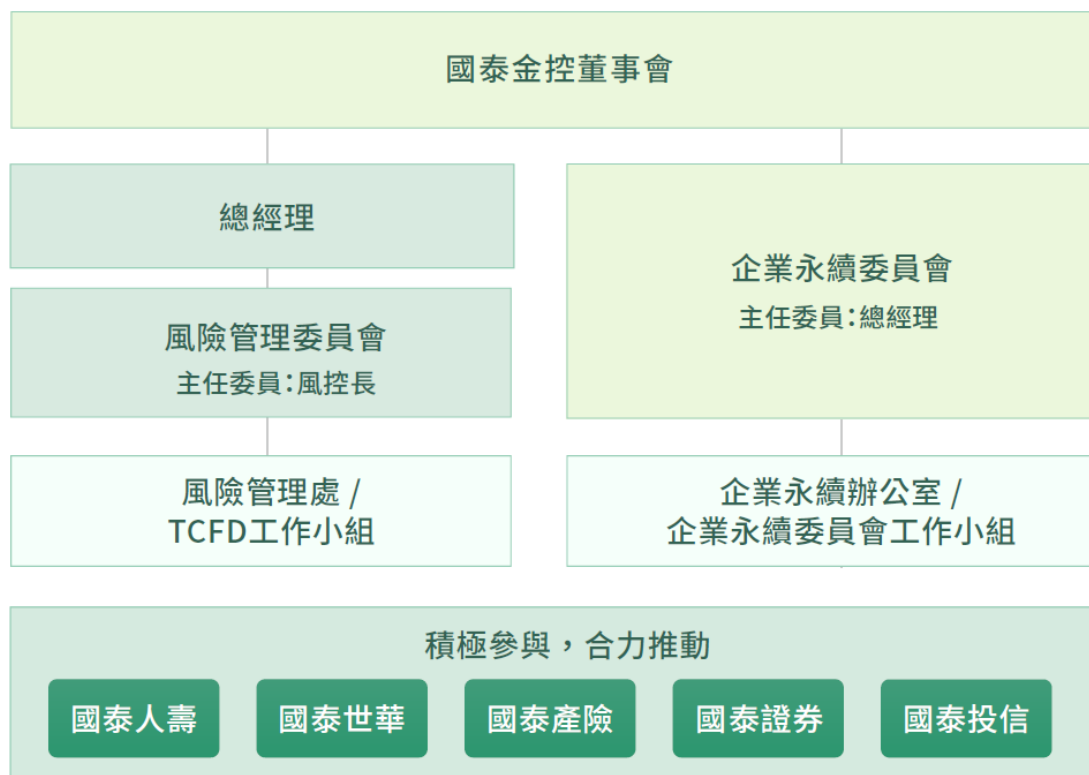 國泰金控董事會
總經理
風險管理委員會
主任委員：風控長
風險管理處 /
TCFD工作小組
企業永續委員會
主任委員：總經理
企業永續辦公室 /
企業永續委員會工作小組
積極參與，合力推動
國泰人壽
國泰世華
國泰產險
國泰證券
國泰投信